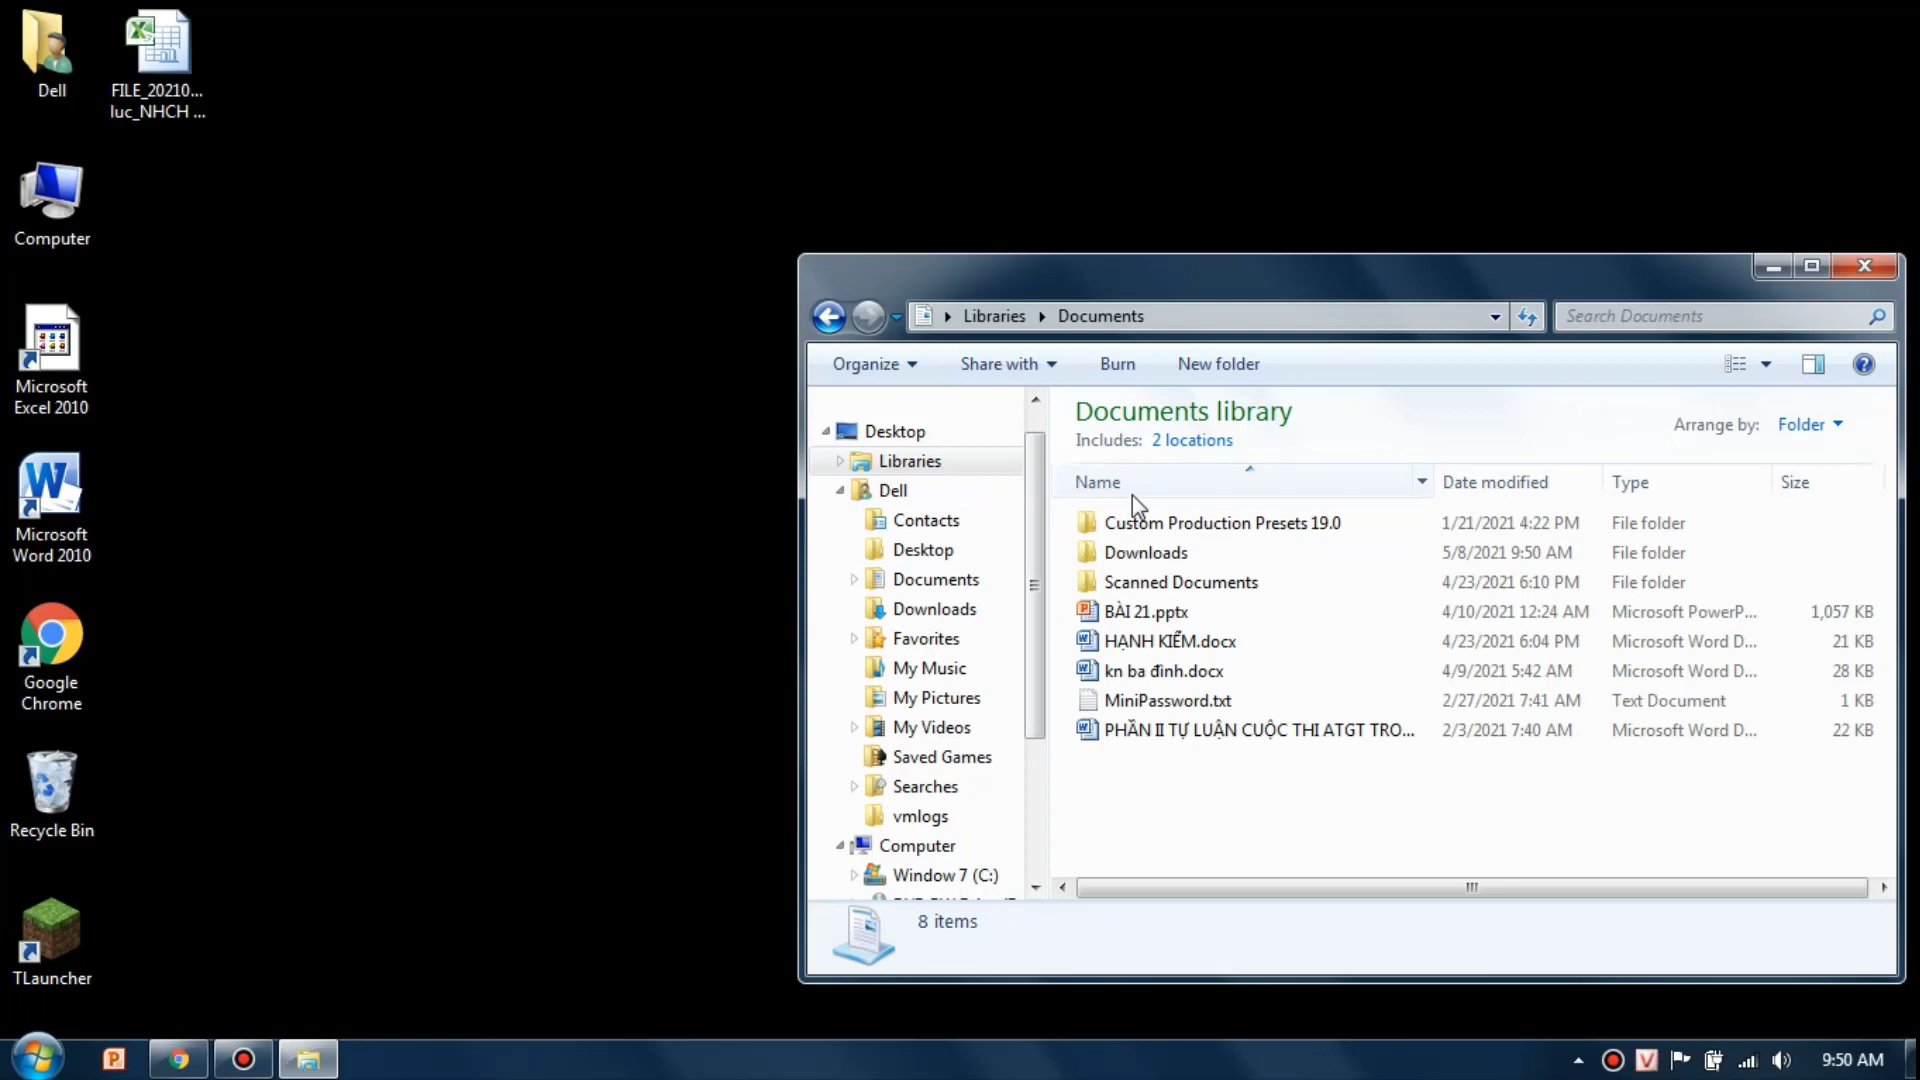 Dell
FILE_20210...
luc_NHCH ...
Computer
Microsoft
Excel 2010
Microsoft
Word 2010
Google
Chrome
Recycle Bin
TLauncher
Libraries Documents
Search Documents
Organize Share with Burn New folder
Desktop
Libraries
Dell
Contacts
Desktop
Documents
Downloads
Favorites
My Music
My Pictures
My Videos
Saved Games
Searches
vmlogs
Computer
Window 7 (C:)
Documents library
Includes: 2 locations
Arrange by: Folder
Name Date modified Type Size
Custom Production Presets 19.0 1/21/2021 4:22 PM File folder
Downloads 5/8/2021 9:50 AM File folder
Scanned Documents 4/23/2021 6:10 PM File folder
BÀI 21.pptx 4/10/2021 12:24 AM Microsoft PowerP... 1,057 KB
HẠNH KIỂM.docx 4/23/2021 6:04 PM Microsoft Word D... 21 KB
kn ba đình.docx 4/9/2021 5:42 AM Microsoft Word D... 28 KB
MiniPassword.txt 2/27/2021 7:41 AM Text Document 1 KB
PHẦN II TỰ LUẬN CUỘC THI ATGT TRO... 2/3/2021 7:40 AM Microsoft Word D... 22 KB
8 items
9:50 AM